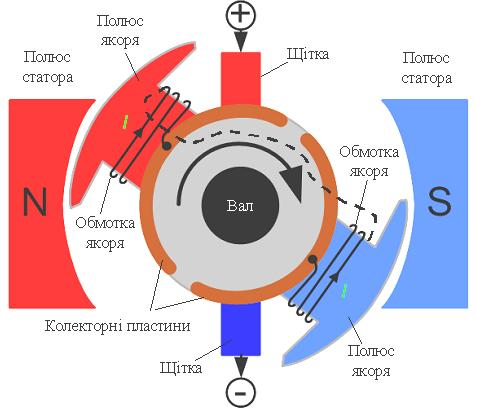 Полюс
якоря
+
Полюс
статора
Щітка
Полюс
статора
Обмотка
якоря
N
Вал
S
Обмотка
якоря
Колекторні пластини
Щітка
Полюс
якоря
-